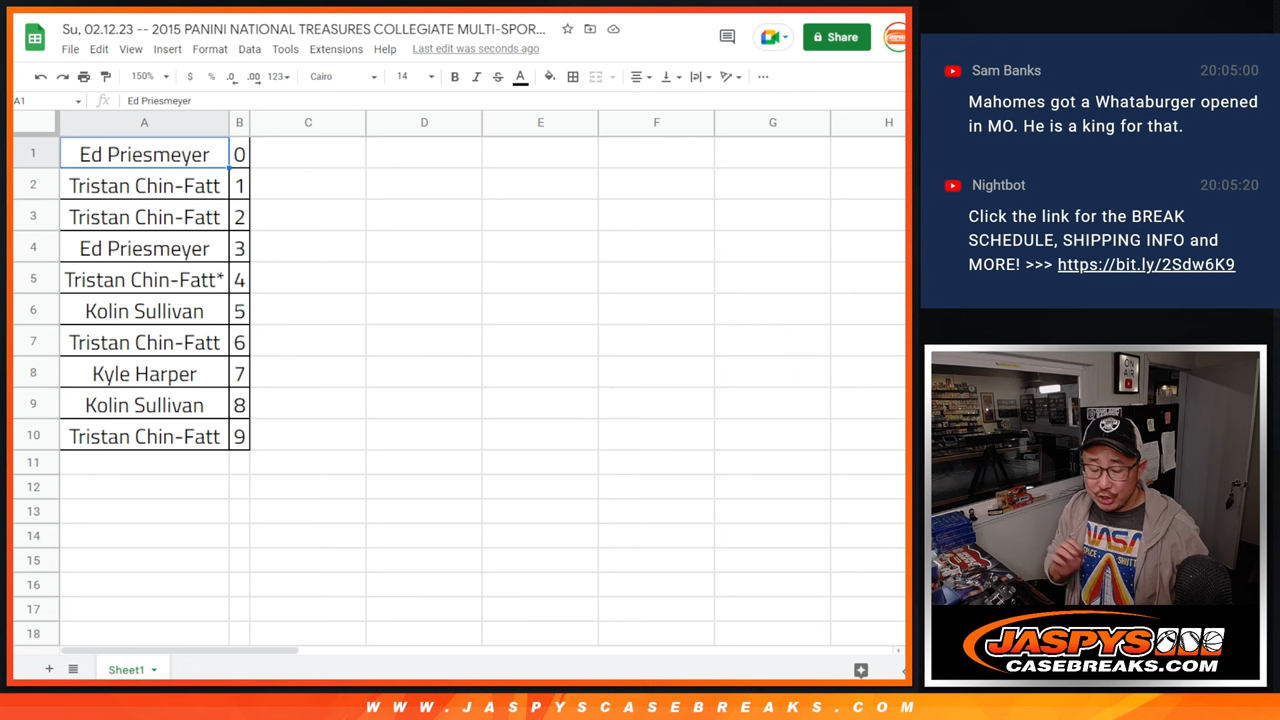 Su, 02.12.23 -- 2015 PANINI NATIONAL TREASURES COLLEGIATE MULTI-SPOR...
File Edit View Insert Format Data Tools Extensions Help Last edit was seconds ago
Share
150% $ % .0 .00 123 Cairo 14 B I S A
A1 fx Ed Priesmeyer
A B C D E F G H
1 Ed Priesmeyer 0
2 Tristan Chin-Fatt 1
3 Tristan Chin-Fatt 2
4 Ed Priesmeyer 3
5 Tristan Chin-Fatt* 4
6 Kolin Sullivan 5
7 Tristan Chin-Fatt 6
8 Kyle Harper 7
9 Kolin Sullivan 8
10 Tristan Chin-Fatt 9
11
12
13
14
15
16
17
18
Sheet1
Sam Banks 20:05:00
Mahomes got a Whataburger opened
in MO. He is a king for that.
Nightbot 20:05:20
Click the link for the BREAK
SCHEDULE, SHIPPING INFO and
MORE! >>> https://bit.ly/2Sdw6K9
ON
AIR
NASA
SPACE SHUTT
JASPYS
CASEBREAKS.COM
WWW.JASPYSCASEBREAKS.COM